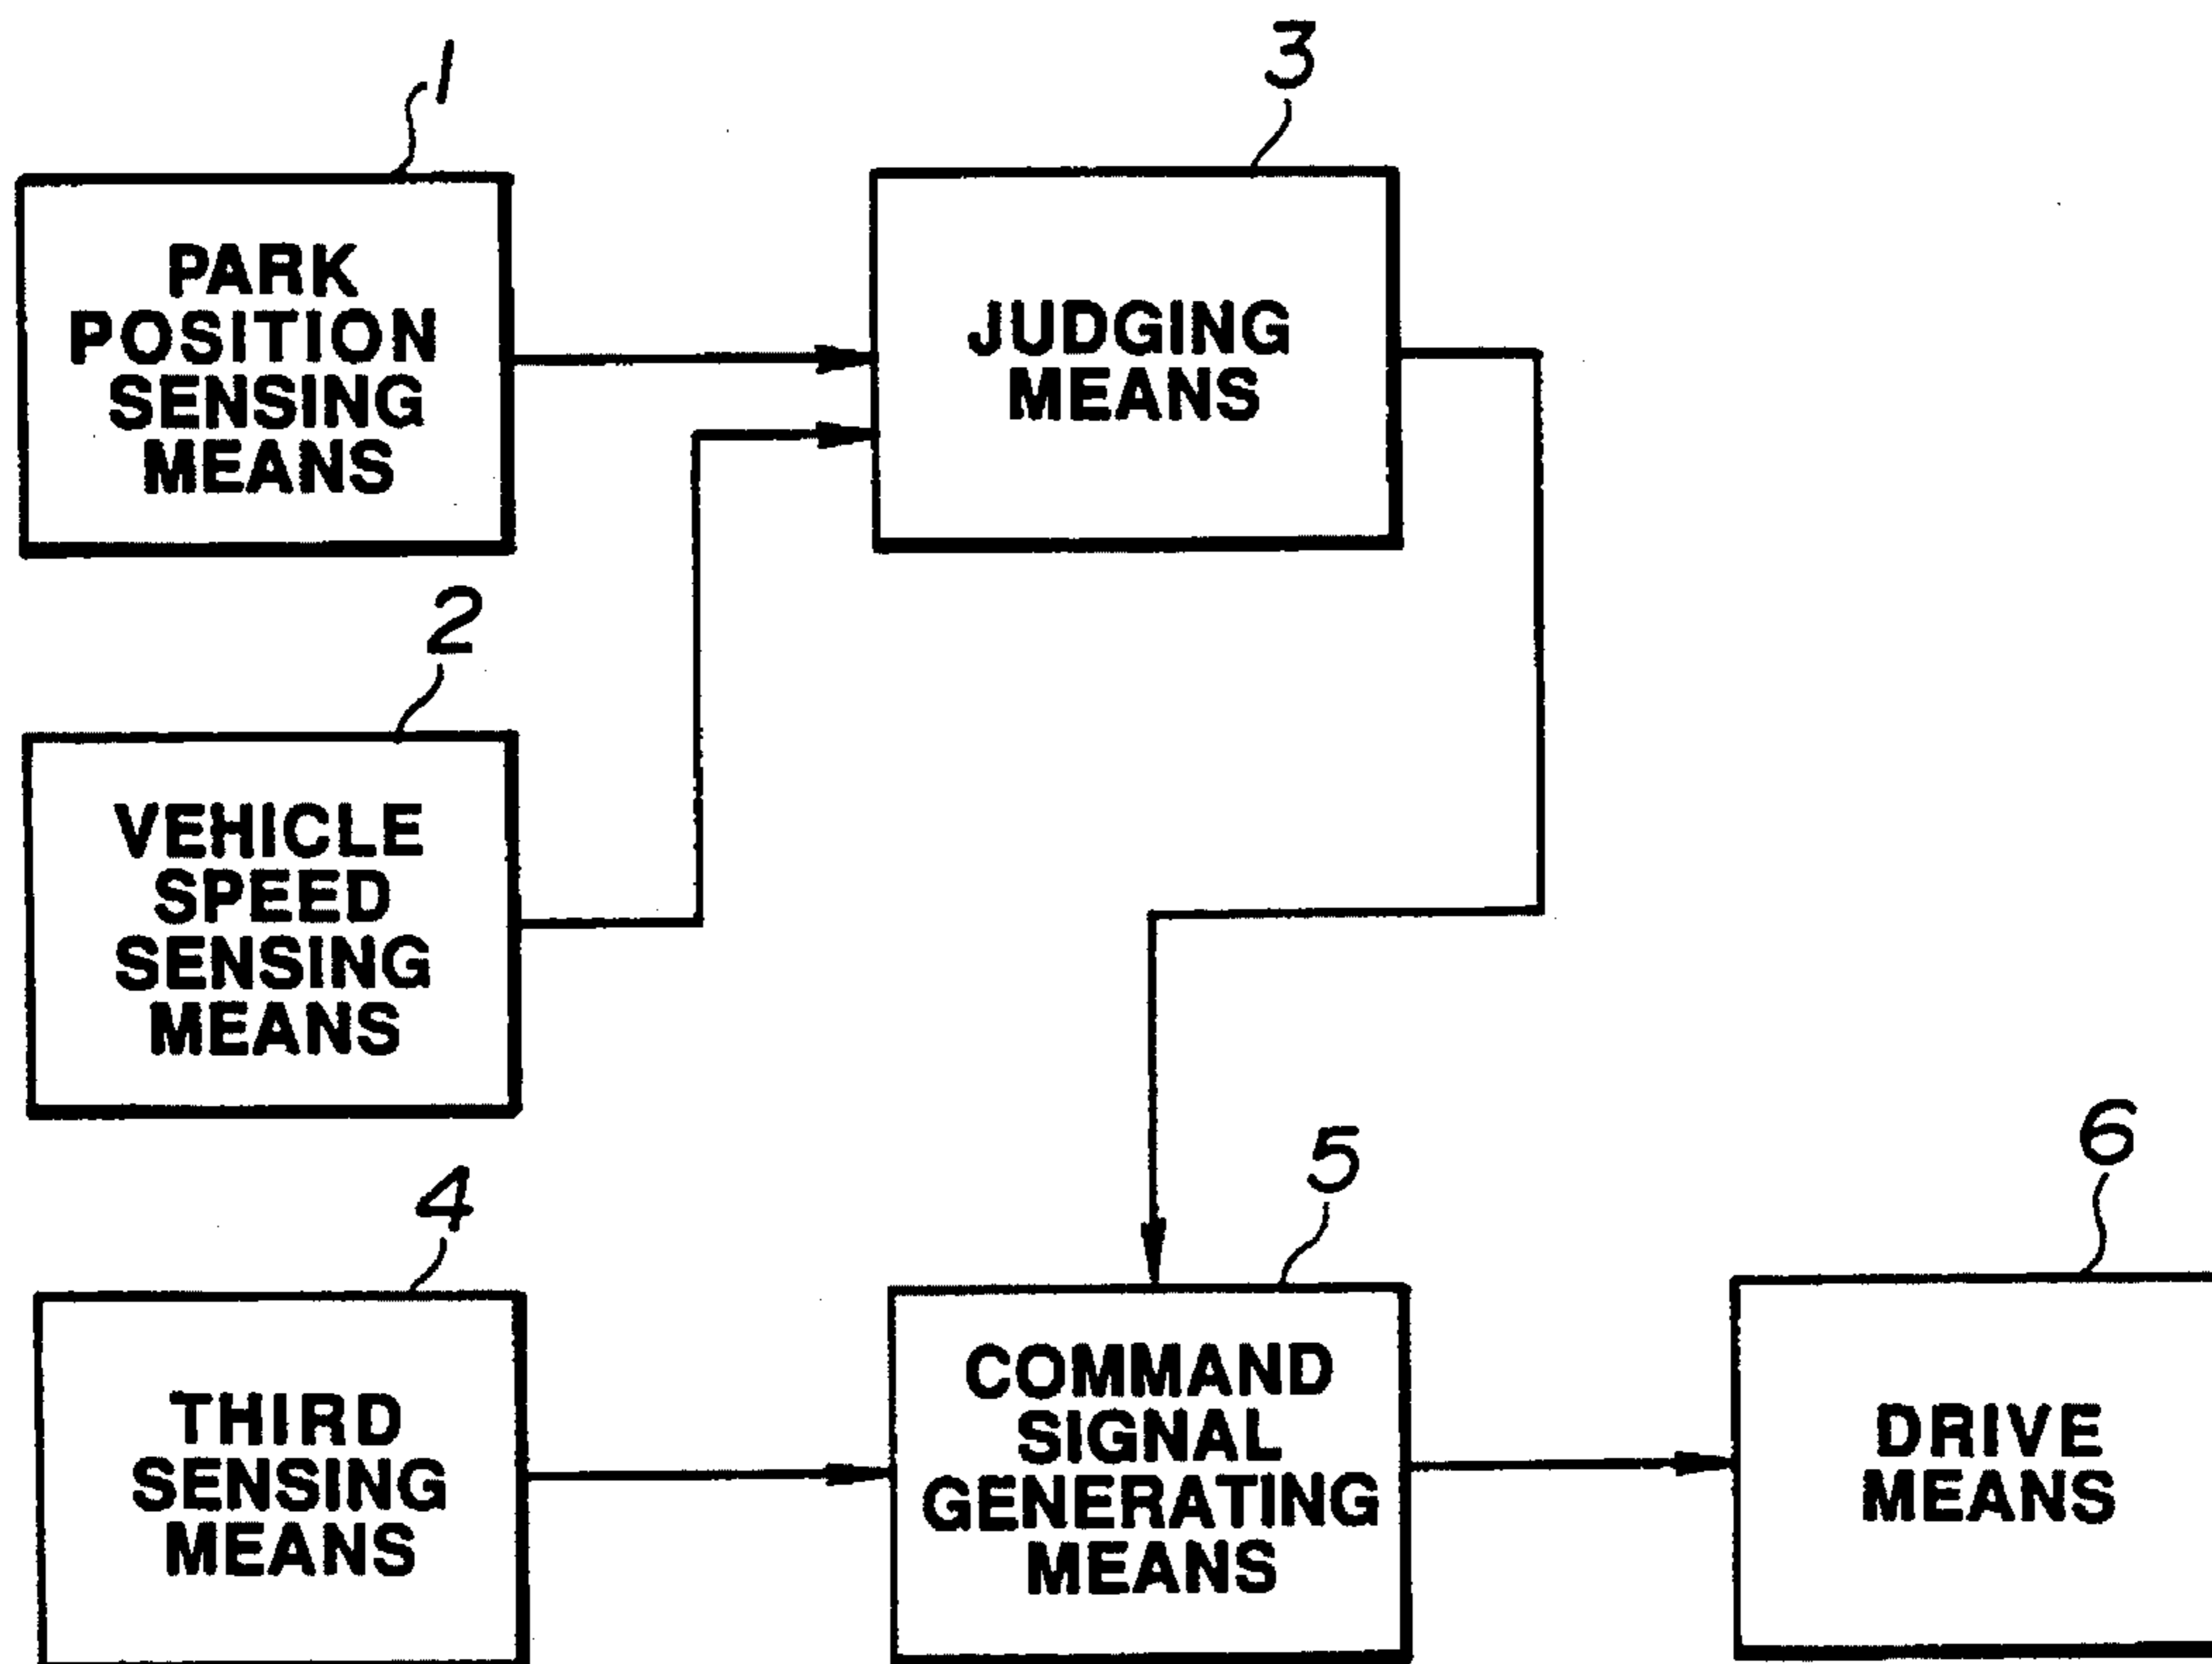 1
PARK
POSITION
SENSING
MEANS
3
JUDGING
MEANS
2
VEHICLE
SPEED
SENSING
MEANS
4
THIRD
SENSING
MEANS
5
COMMAND
SIGNAL
GENERATING
MEANS
6
DRIVE
MEANS